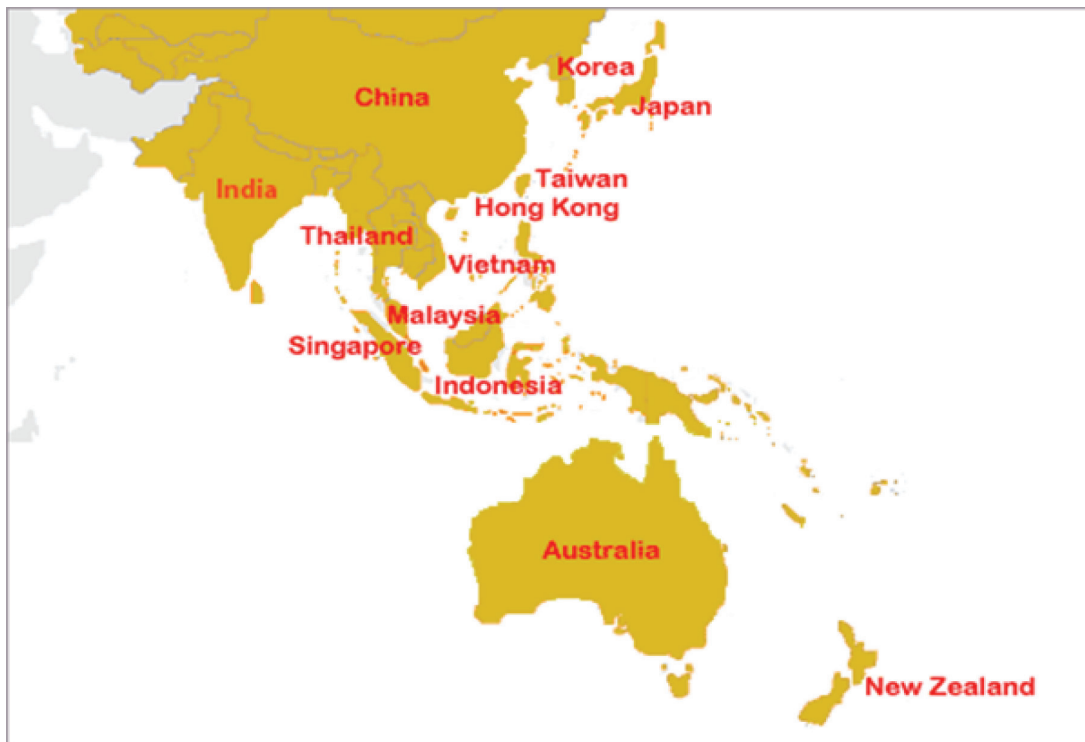 Korea
China
Japan
India
Taiwan
Hong Kong
Thailand
Vietnam
Malaysia
Singapore
Indonesia
Australia
New Zealand